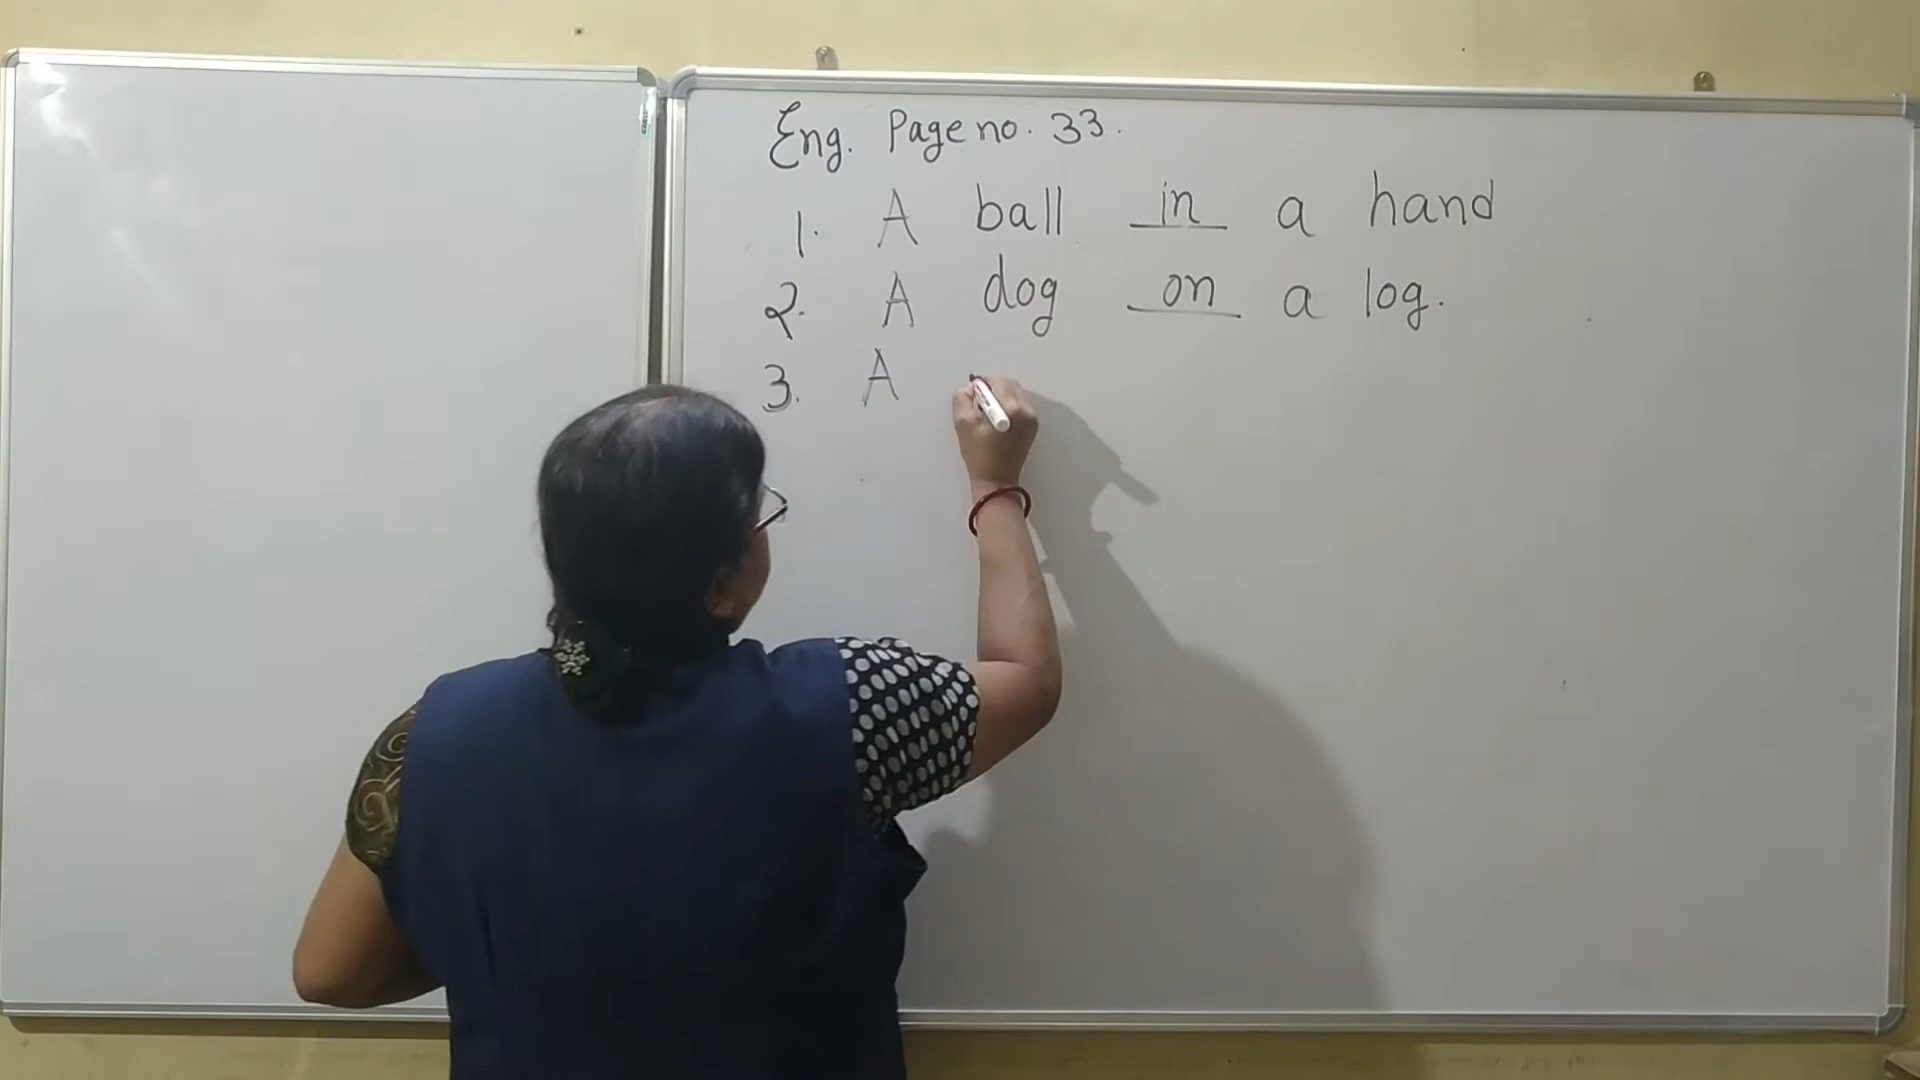 Eng. Page no. 33.
1. A ball in a hand
2. A dog on a log.
3. A